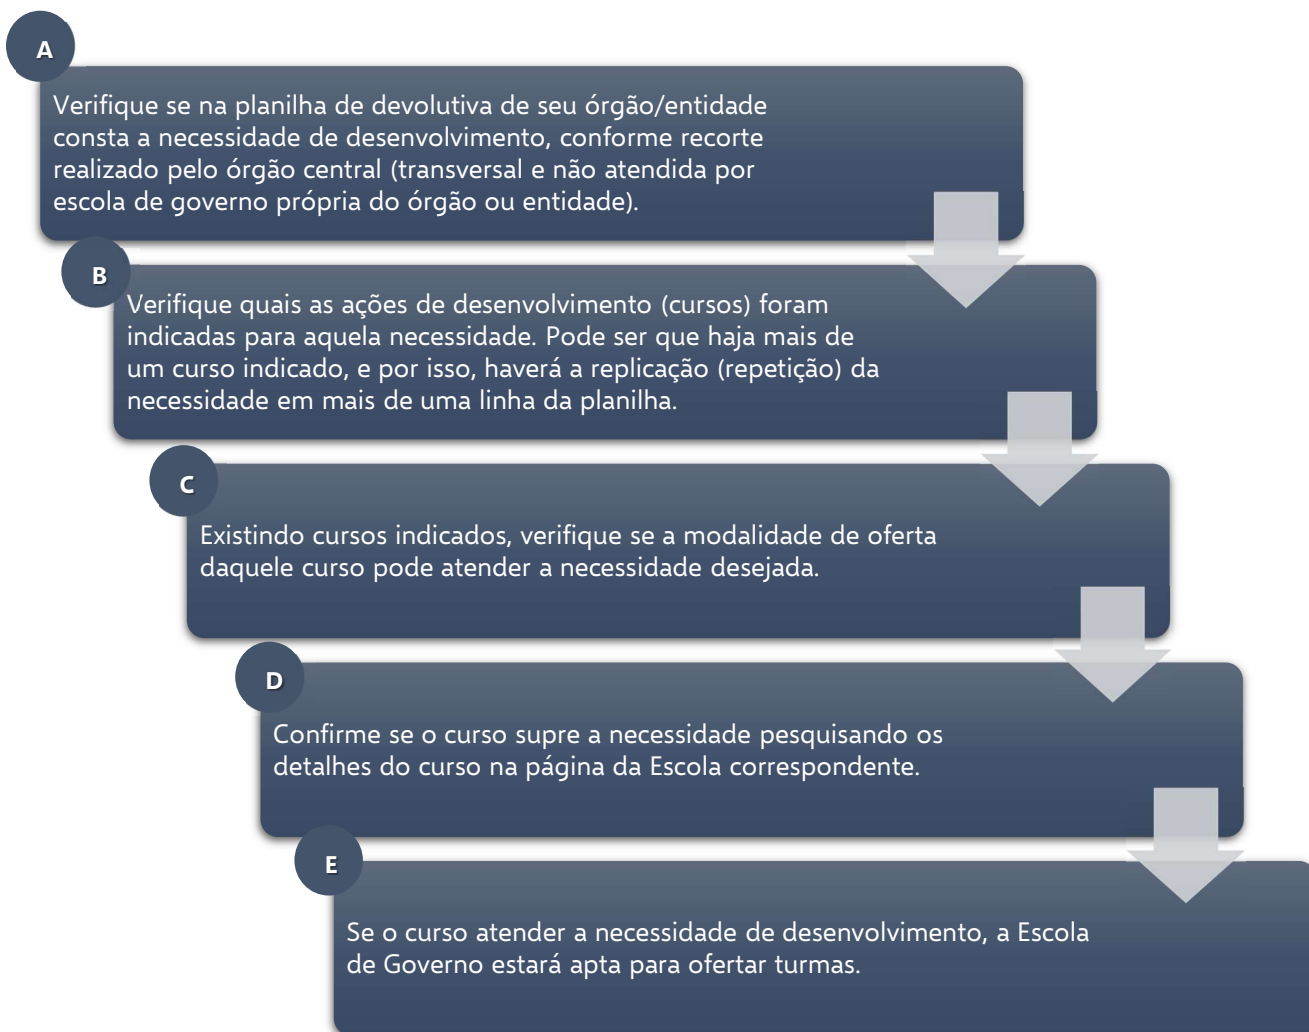 A
Verifique se na planilha de devolutiva de seu órgão/entidade
consta a necessidade de desenvolvimento, conforme recorte
realizado pelo órgão central (transversal e não atendida por
escola de governo própria do órgão ou entidade).
B
Verifique quais as ações de desenvolvimento (cursos) foram
indicadas para aquela necessidade. Pode ser que haja mais de
um curso indicado, e por isso, haverá a replicação (repetição) da
necessidade em mais de uma linha da planilha.
C
Existindo cursos indicados, verifique se a modalidade de oferta
daquele curso pode atender a necessidade desejada.
D
Confirme se o curso supre a necessidade pesquisando os
detalhes do curso na página da Escola correspondente.
E
Se o curso atender a necessidade de desenvolvimento, a Escola
de Governo estará apta para ofertar turmas.